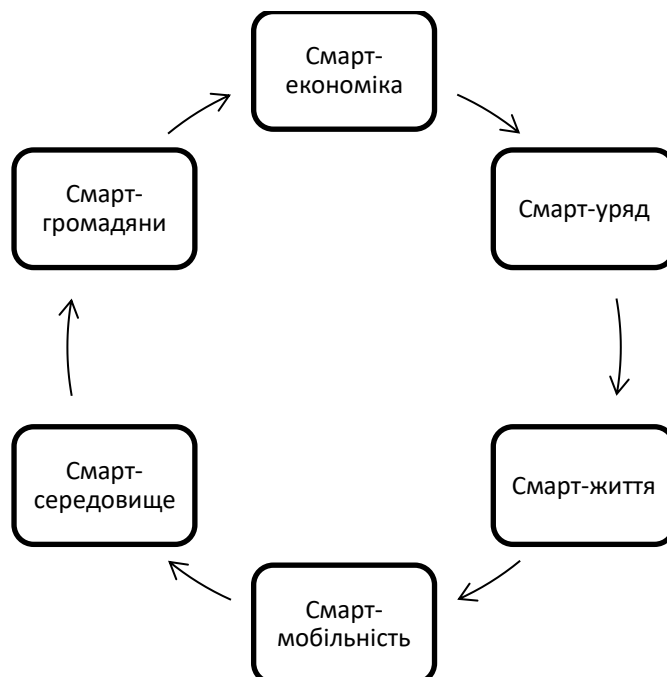 Смарт-
економіка
Смарт-уряд
Смарт-життя
Смарт-
мобільність
Смарт-
середовище
Смарт-
громадяни